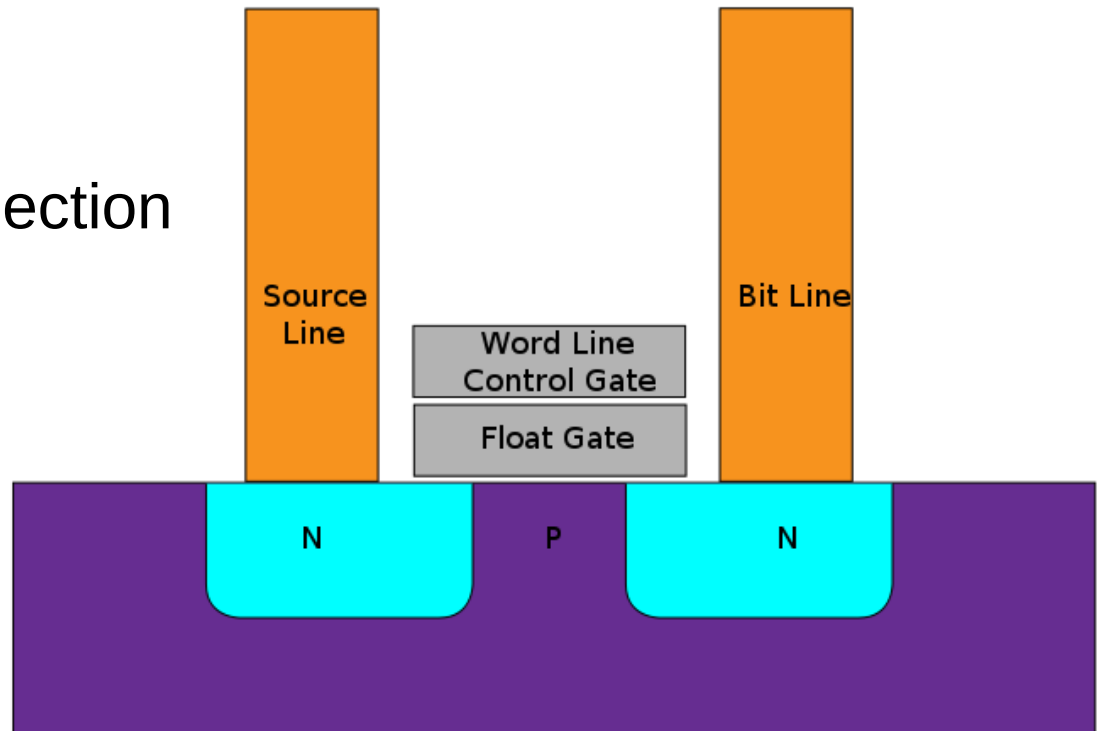 ection
Source
Line
Bit Line
Word Line
Control Gate
Float Gate
N
P
N